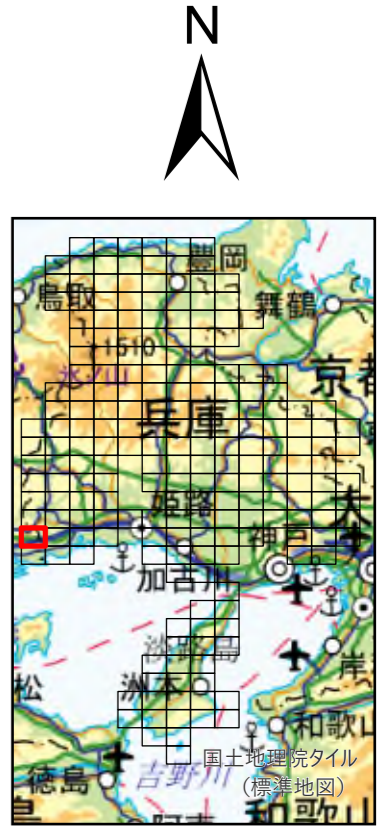 N
豊岡
鳥取
舞鶴
1510
氷ノ山
京都
兵庫
姫路
大
神戸
加古川
淡路島
岸
松
洲本
和歌山
国土地理院タイル
徳島
吉野川
（標準地図）
和歌山